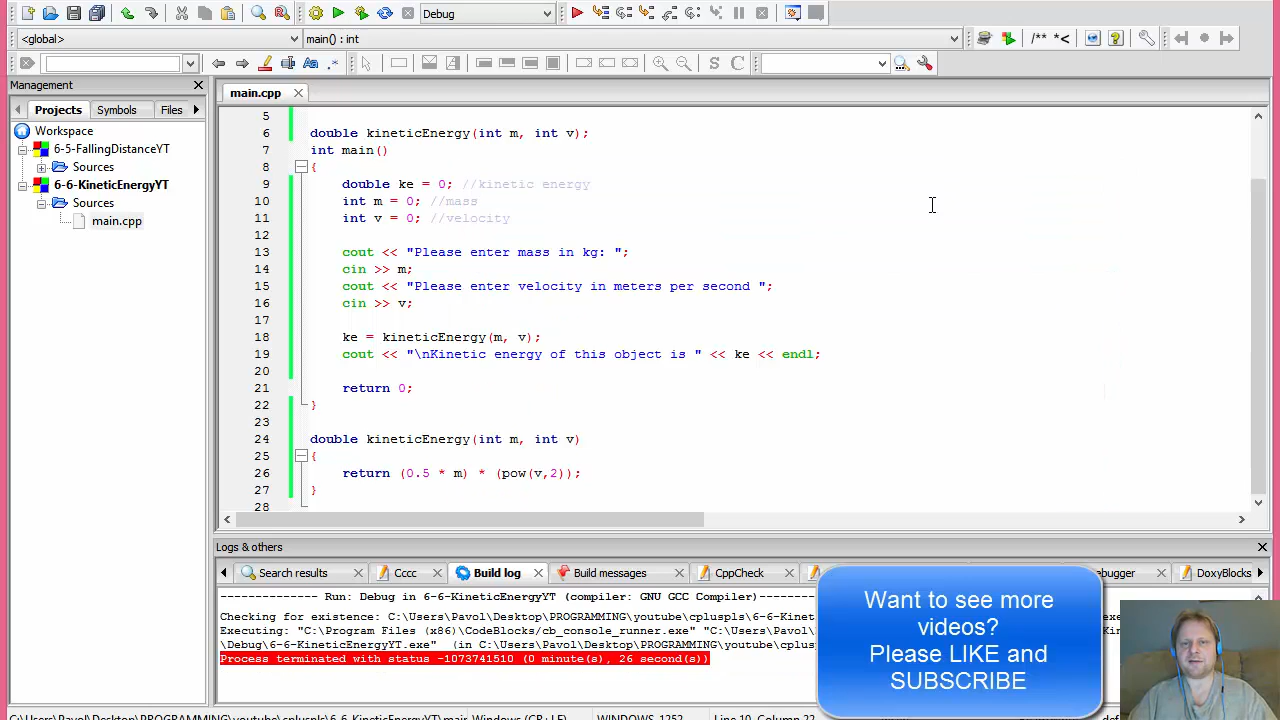 Debug
<global>
main() : int
/** *<
Aa
S C
Management
main.cpp
Projects
Symbols
Files
Workspace
6-5-FallingDistanceYT
Sources
6-6-KineticEnergyYT
Sources
main.cpp
5
6 double kineticEnergy(int m, int v);
7 int main()
8 {
9 double ke = 0; //kinetic energy
10 int m = 0; //mass
11 int v = 0; //velocity
12
13 cout << "Please enter mass in kg: ";
14 cin >> m;
15 cout << "Please enter velocity in meters per second ";
16 cin >> v;
17
18 ke = kineticEnergy(m, v);
19 cout << "\nKinetic energy of this object is " << ke << endl;
20
21 return 0;
22 }
23
24 double kineticEnergy(int m, int v)
25 {
26 return (0.5 * m) * (pow(v,2));
27 }
28
Logs & others
Search results
Cccc
Build log
Build messages
CppCheck
DoxyBlocks
-------------- Run: Debug in 6-6-KineticEnergyYT (compiler: GNU GCC Compiler)---------------
Checking for existence: C:\Users\Pavol\Desktop\PROGRAMMING\youtube\cpluspls\6-6-Kinet
Executing: "C:\Program Files (x86)\CodeBlocks/cb_console_runner.exe" "C:\Users\Pavol\Des
\Debug\6-6-KineticEnergyYT.exe" (in C:\Users\Pavol\Desktop\PROGRAMMING\youtube\cplusp
Process terminated with status -1073741510 (0 minute(s), 26 second(s))
Want to see more
videos?
Please LIKE and
SUBSCRIBE